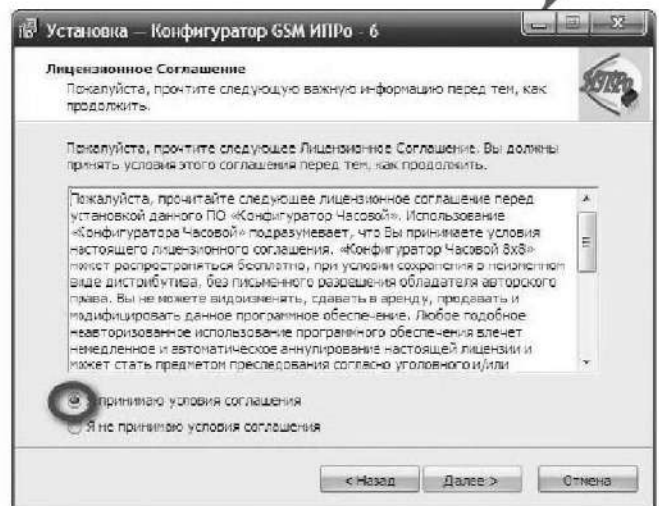 Установка — Конфигуратор GSM ИПРо - 6
Лицензионное Соглашение
Пожалуйста, прочтите следующую важную информацию перед тем, как
продолжить.
ИПРо
Пожалуйста, прочтите следующее Лицензионное Соглашение. Вы должны
принять условия этого соглашения перед тем, как продолжить.
Пожалуйста, прочитайте следующее лицензионное соглашение перед
установкой данного ПО «Конфигуратор Часовой». Использование
«Конфигуратора Часовой» подразумевает, что Вы принимаете условия
настоящего лицензионного соглашения. «Конфигуратор Часовой 8x8»
может распространяться бесплатно, при условии сохранения в неизменном
виде дистрибутива, без письменного разрешения обладателя авторского
права. Вы не можете видоизменять, сдавать в аренду, продавать и
модифицировать данное программное обеспечение. Любое подобное
неавторизованное использование программного обеспечения влечет
немедленное и автоматическое аннулирование настоящей лицензии и
может стать предметом преследования согласно уголовного и/или
принимаю условия соглашения
Я не принимаю условия соглашения
< Назад Далее > Отмена